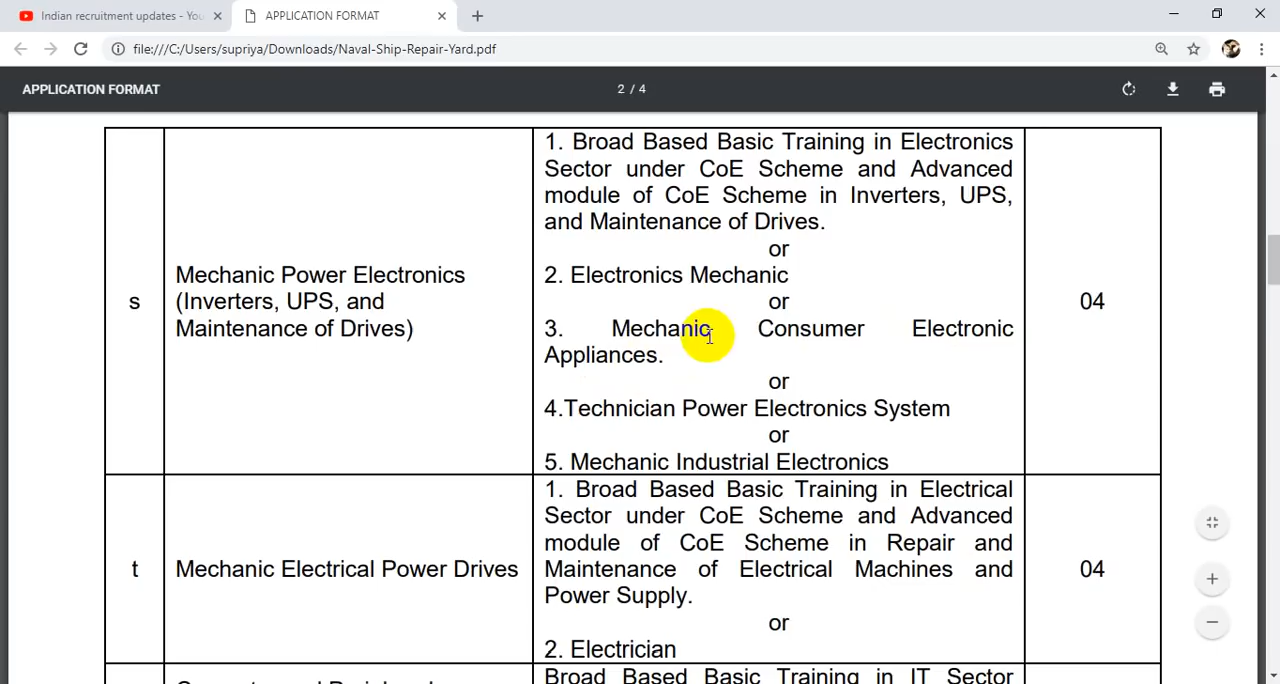 Indian recruitment updates - You
APPLICATION FORMAT
file:///C:/Users/supriya/Downloads/Naval-Ship-Repair-Yard.pdf
APPLICATION FORMAT
2 / 4
s
Mechanic Power Electronics
(Inverters, UPS, and
Maintenance of Drives)
1. Broad Based Basic Training in Electronics
Sector under CoE Scheme and Advanced
module of CoE Scheme in Inverters, UPS,
and Maintenance of Drives.
or
2. Electronics Mechanic
or
3. Mechanic Consumer Electronic
Appliances.
or
4.Technician Power Electronics System
or
5. Mechanic Industrial Electronics
04
t
Mechanic Electrical Power Drives
1. Broad Based Basic Training in Electrical
Sector under CoE Scheme and Advanced
module of CoE Scheme in Repair and
Maintenance of Electrical Machines and
Power Supply.
or
2. Electrician
04
Broad Based Basic Training in IT Sector